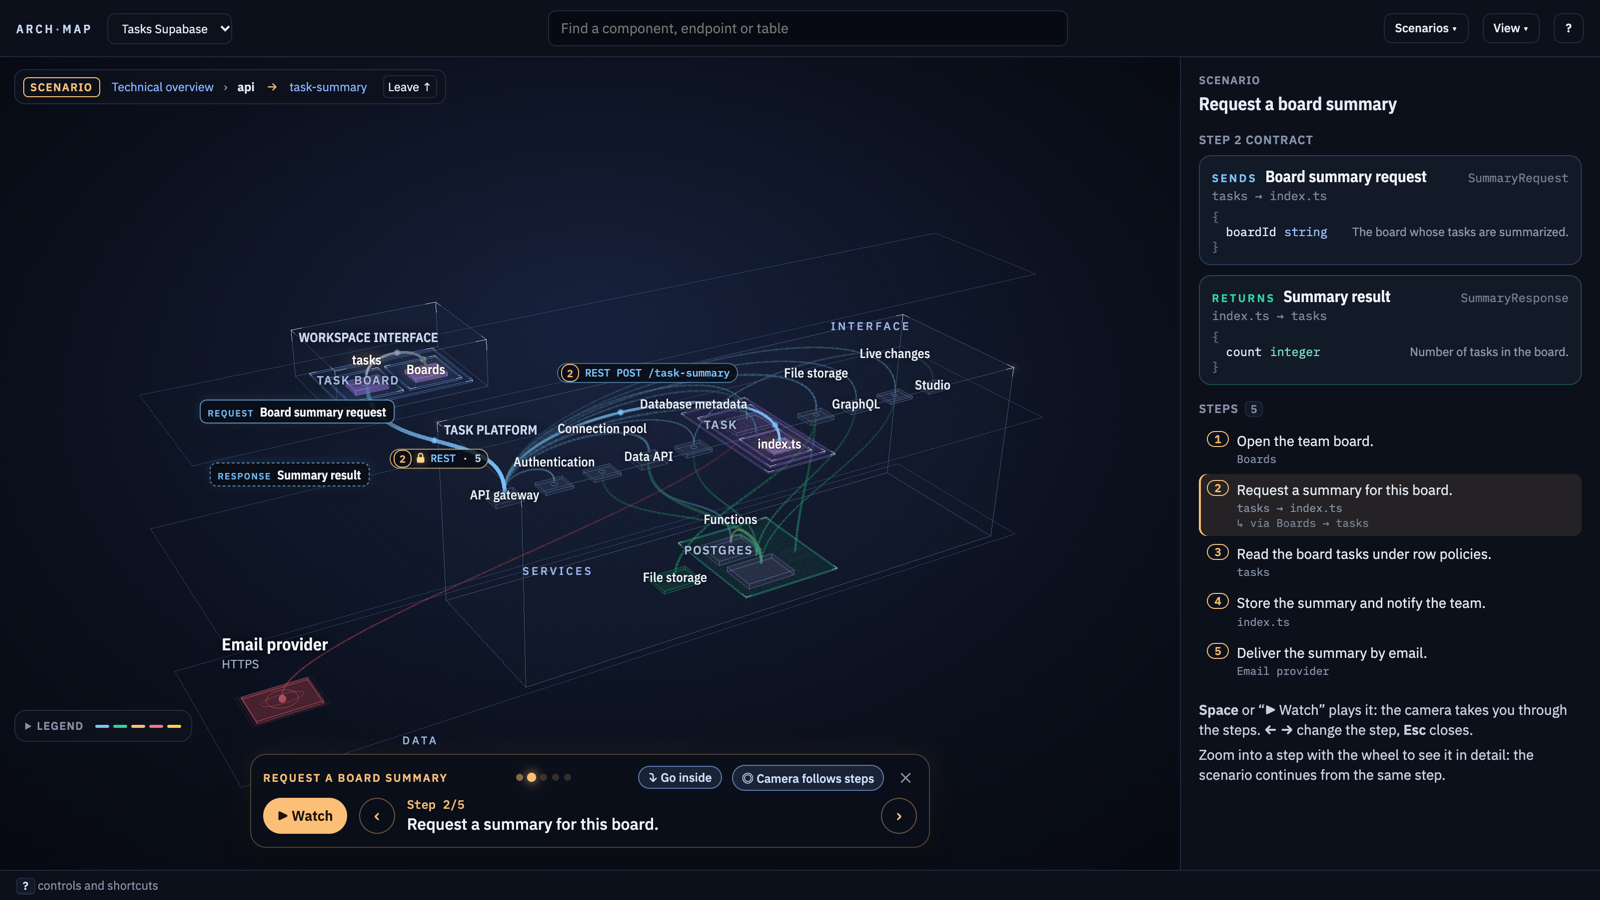 ARCH·MAP
Tasks Supabase
Find a component, endpoint or table
Scenarios ▾
View ▾
?
SCENARIO Technical overview › api → task-summary Leave ↑
INTERFACE
WORKSPACE INTERFACE
tasks
Boards
TASK BOARD
Live changes
File storage
Studio
2 REST POST /task-summary
Database metadata
GraphQL
REQUEST Board summary request
TASK
TASK PLATFORM
Connection pool
index.ts
2 🔒 REST · 5
Authentication
Data API
RESPONSE Summary result
API gateway
Functions
POSTGRES
SERVICES
File storage
Email provider
HTTPS
▶ LEGEND
DATA
REQUEST A BOARD SUMMARY
Go inside
Camera follows steps
▶ Watch
‹
Step 2/5
Request a summary for this board.
›
? controls and shortcuts
SCENARIO
Request a board summary
STEP 2 CONTRACT
SENDS Board summary request SummaryRequest
tasks → index.ts
{
boardId string The board whose tasks are summarized.
}
RETURNS Summary result SummaryResponse
index.ts → tasks
{
count integer Number of tasks in the board.
}
STEPS 5
1 Open the team board.
Boards
2 Request a summary for this board.
tasks → index.ts
↳ via Boards → tasks
3 Read the board tasks under row policies.
tasks
4 Store the summary and notify the team.
index.ts
5 Deliver the summary by email.
Email provider
Space or “▶ Watch” plays it: the camera takes you through
the steps. ← → change the step, Esc closes.
Zoom into a step with the wheel to see it in detail: the
scenario continues from the same step.